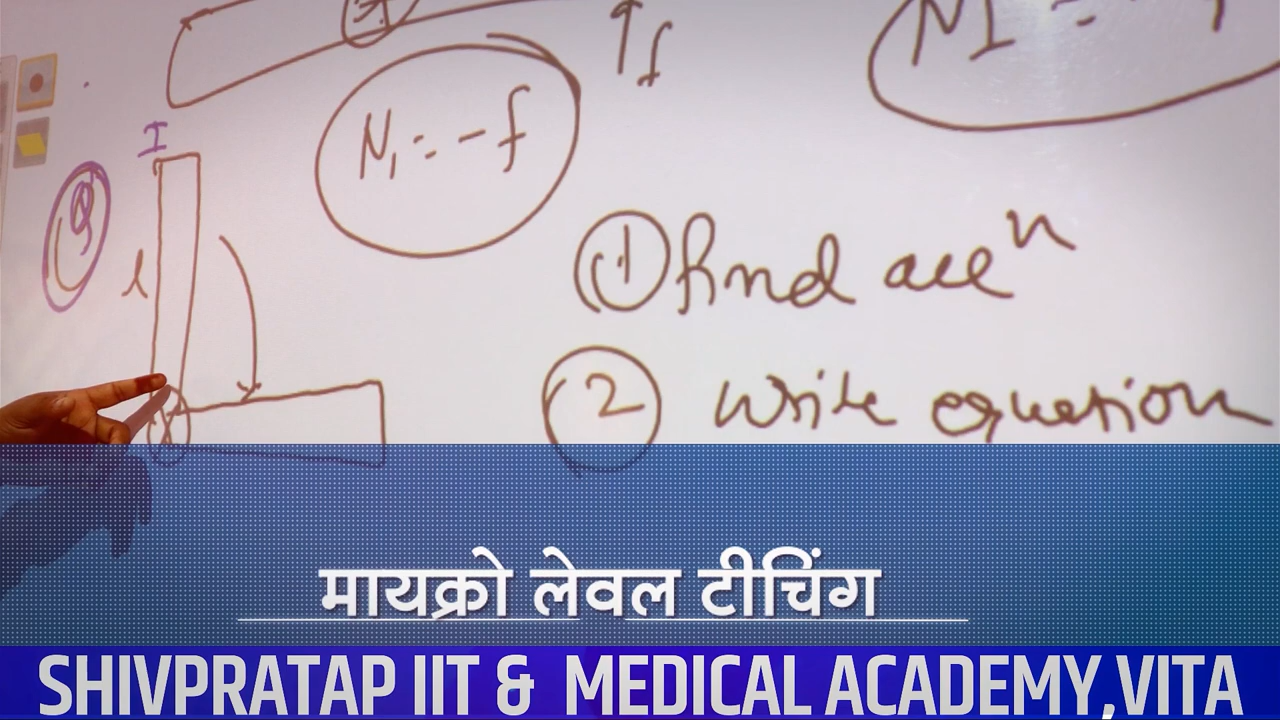 f
N₁ = -f
I
l
① find accⁿ
② Write equation
मायक्रो लेवल टीचिंग
SHIVPRATAP IIT & MEDICAL ACADEMY,VITA